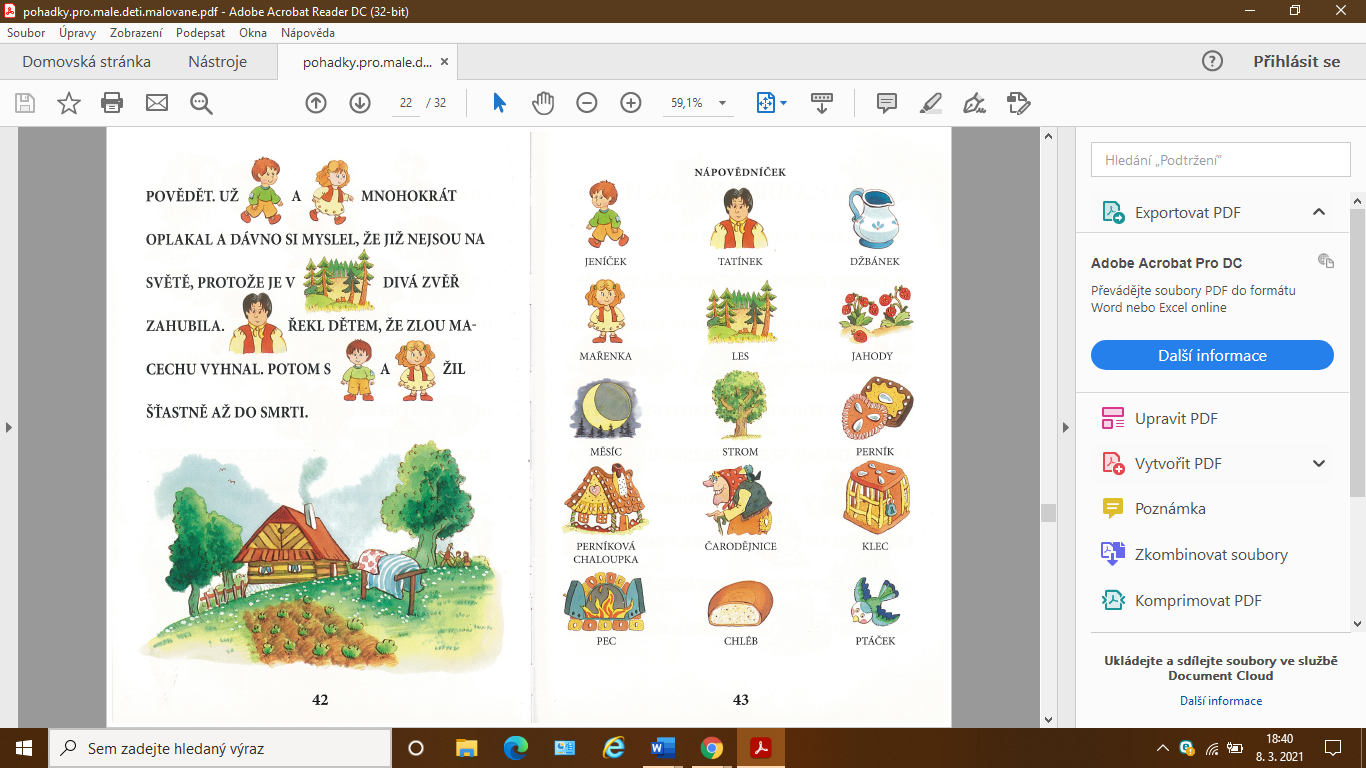 pohadky.pro.male.deti.malovane.pdf - Adobe Acrobat Reader DC (32-bit)
Soubor Úpravy Zobrazení Podepsat Okna Nápověda
Domovská stránka Nástroje pohadky.pro.male.d... × Přihlásit se
22 / 32 59,1%
POVĚDĚT. UŽ A MNOHOKRÁT
OPLAKAL A DÁVNO SI MYSLEL, ŽE JIŽ NEJSOU NA
SVĚTĚ, PROTOŽE JE V DIVÁ ZVĚŘ
ZAHUBILA. ŘEKL DĚTEM, ŽE ZLOU MA-
CECHU VYHNAL. POTOM S A ŽIL
ŠŤASTNĚ AŽ DO SMRTI.
42
NÁPOVĚDNÍČEK
JENÍČEK TATÍNEK DŽBÁNEK
MAŘENKA LES JAHODY
MĚSÍC STROM PERNÍK
PERNÍKOVÁ CHALOUPKA ČARODĚJNICE KLEC
PEC CHLÉB PTÁČEK
43
Hledání „Podtržení"
Exportovat PDF
Adobe Acrobat Pro DC
Převádějte soubory PDF do formátu
Word nebo Excel online
Další informace
Upravit PDF
Vytvořit PDF
Poznámka
Zkombinovat soubory
Komprimovat PDF
Ukládejte a sdílejte soubory ve službě
Document Cloud
Další informace
Sem zadejte hledaný výraz
18:40
8. 3. 2021